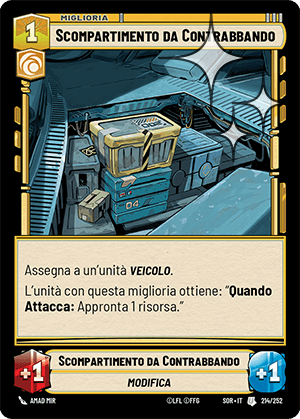 MIGLIORIA
1
SCOMPARTIMENTO DA CONTRABBANDO
04
Assegna a un'unità VEICOLO.
L'unità con questa miglioria ottiene: "Quando
Attacca: Appronta 1 risorsa."
+1
SCOMPARTIMENTO DA CONTRABBANDO
+1
MODIFICA
AMAD MIR
©LFL ©FFG
SOR•IT
214/252